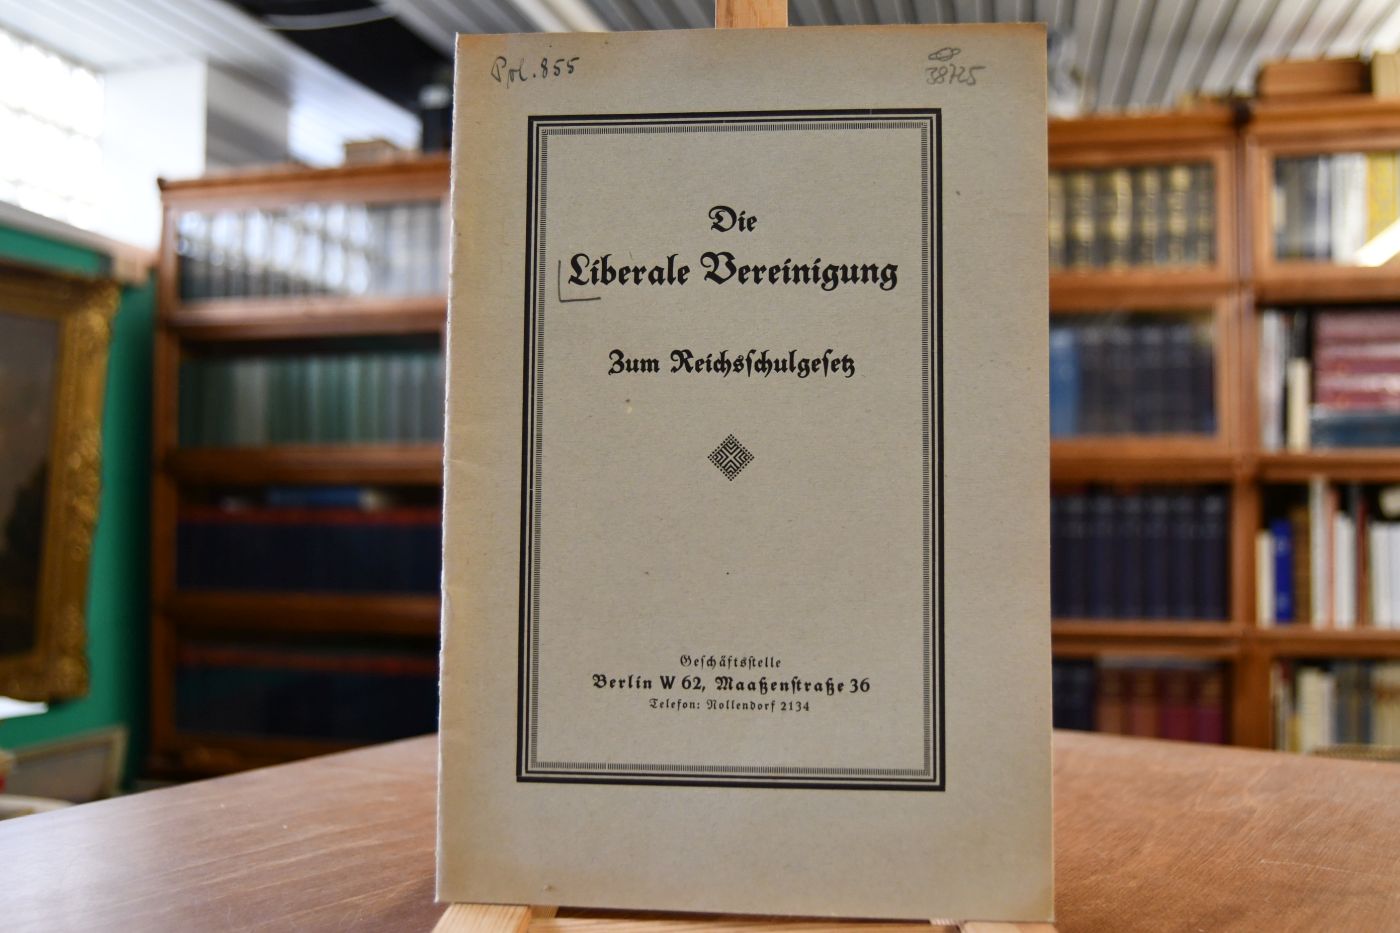 Pol. 855
38725
Die
Liberale Vereinigung
Zum Reichsschulgesetz
Geschäftsstelle
Berlin W 62, Maaßenstraße 36
Telefon: Nollendorf 2134